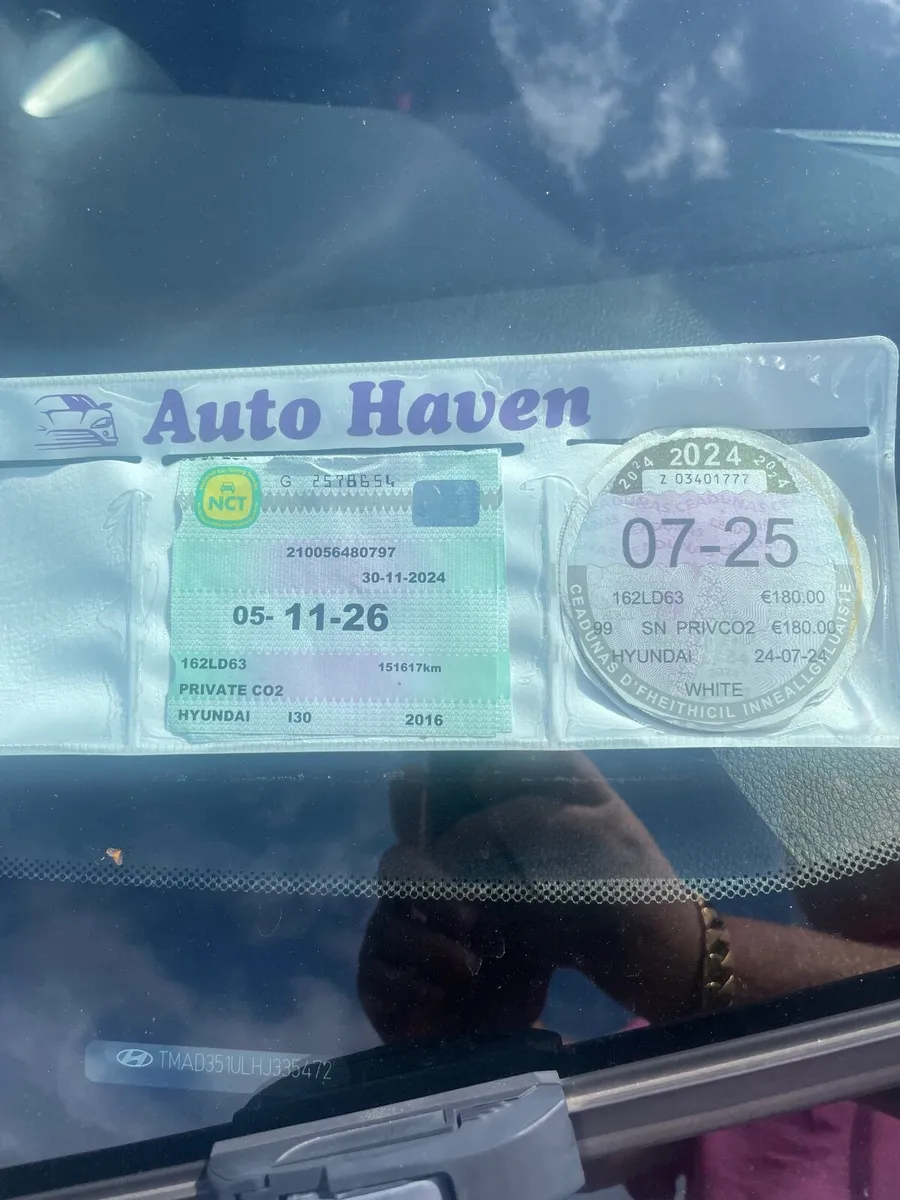 Auto Haven
NCT
G 2578654
210056480797
30-11-2024
05- 11-26
162LD63 151617km
PRIVATE CO2
HYUNDAI I30 2016
2024 2024 2024
Z 03401777
07-25
162LD63 €180.00
99 SN PRIVCO2 €180.00
HYUNDAI 24-07-24
WHITE
CEADÚNAS D'FHEITHICIL INNEALLGHLUAISTE
TMAD351ULHJ335472